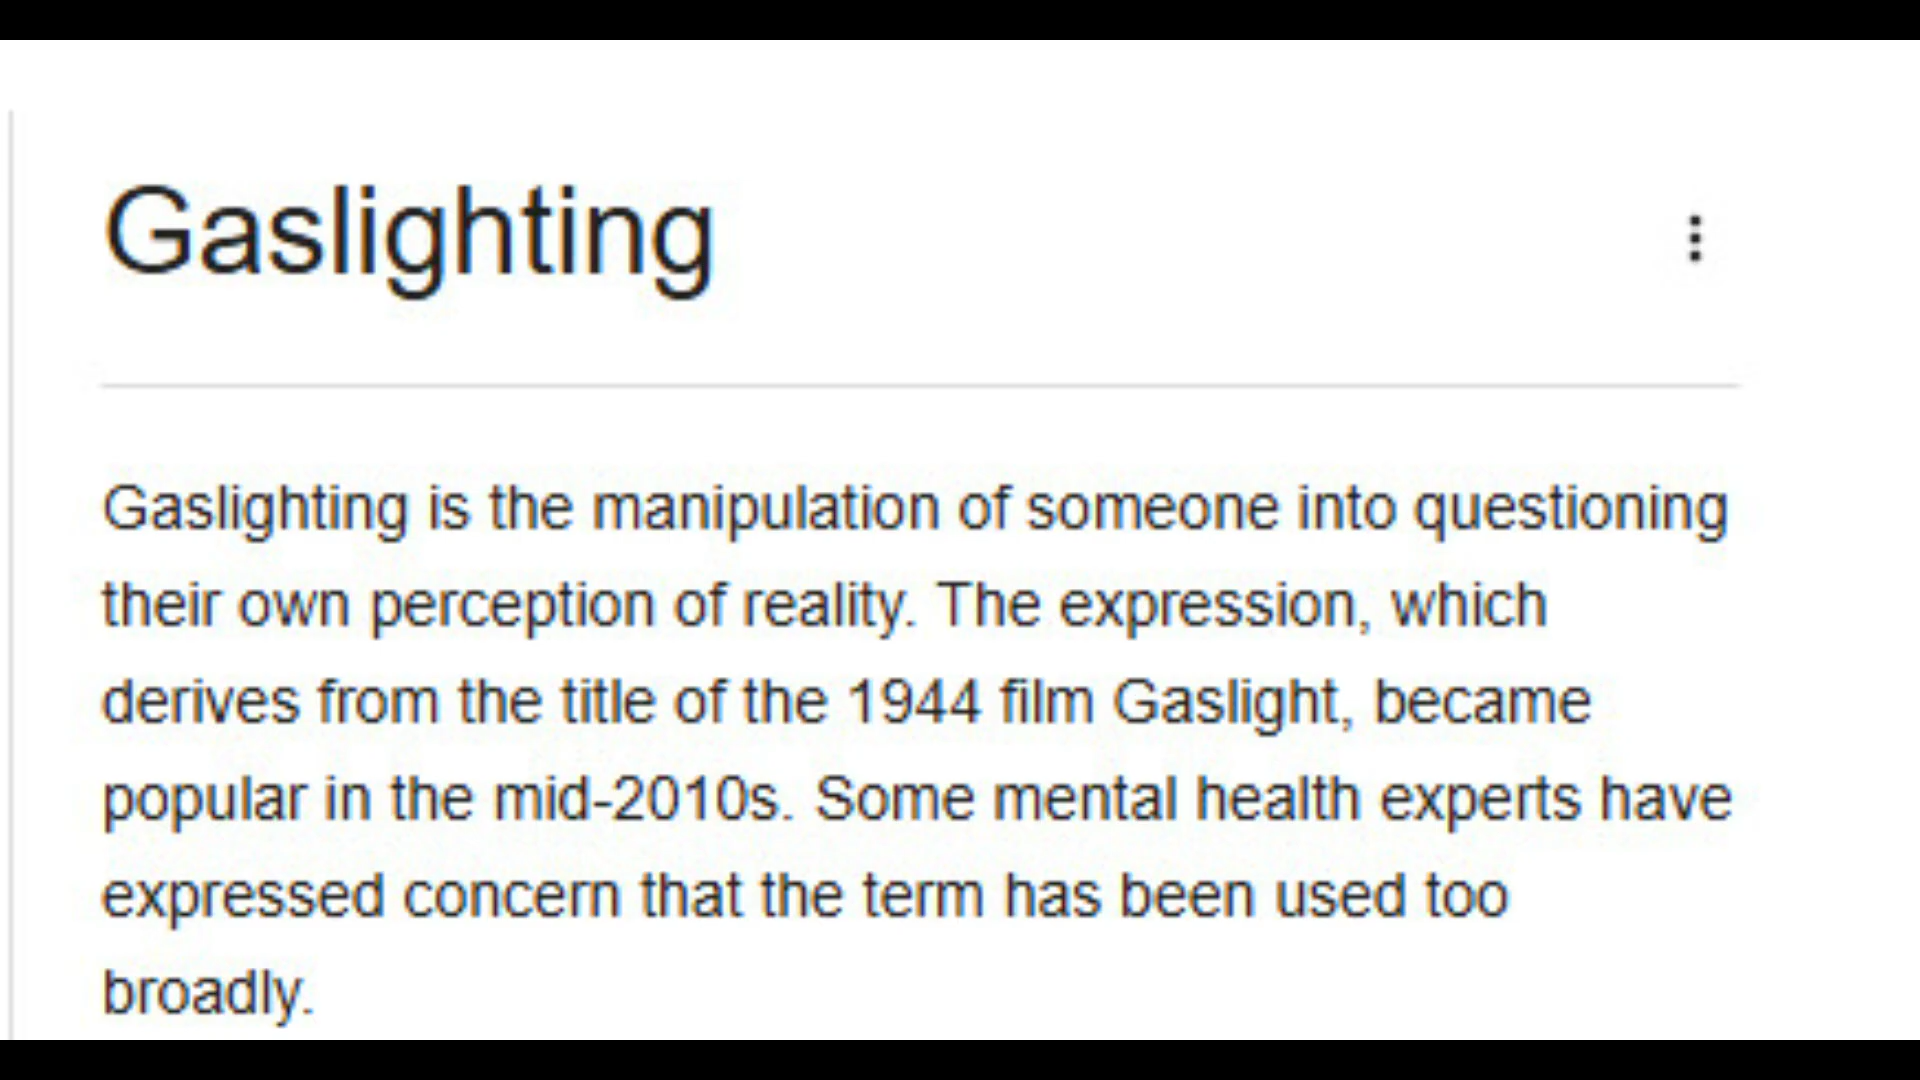 Gaslighting
Gaslighting is the manipulation of someone into questioning
their own perception of reality. The expression, which
derives from the title of the 1944 film Gaslight, became
popular in the mid-2010s. Some mental health experts have
expressed concern that the term has been used too
broadly.